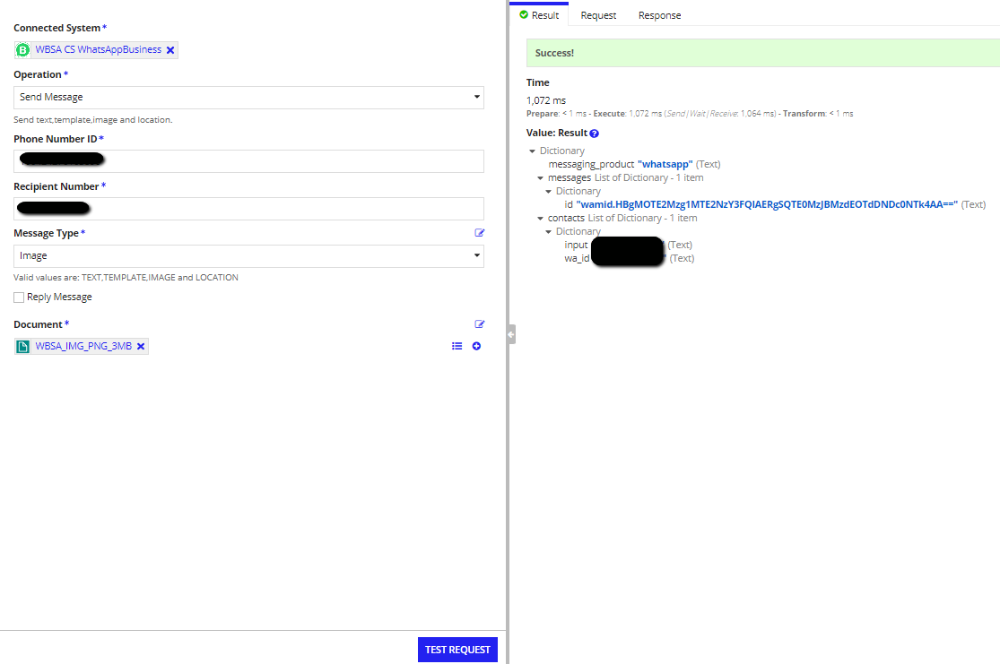 Connected System*
WBSA CS WhatsAppBusiness
Operation*
Send Message
Send text,template,image and location.
Phone Number ID*
Recipient Number*
Message Type*
Image
Valid values are: TEXT,TEMPLATE,IMAGE and LOCATION
Reply Message
Document*
WBSA_IMG_PNG_3MB
TEST REQUEST
Result Request Response
Success!
Time
1,072 ms
Prepare: < 1 ms - Execute: 1,072 ms (Send|Wait|Receive: 1,064 ms) - Transform: < 1 ms
Value: Result
Dictionary
messaging_product "whatsapp" (Text)
messages List of Dictionary - 1 item
Dictionary
id "wamid.HBgMOTE2Mzg1MTE2NzY3FQIAERgSQTE0MzJBMzdEOTdDNDc0NTk4AA==" (Text)
contacts List of Dictionary - 1 item
Dictionary
input (Text)
wa_id (Text)